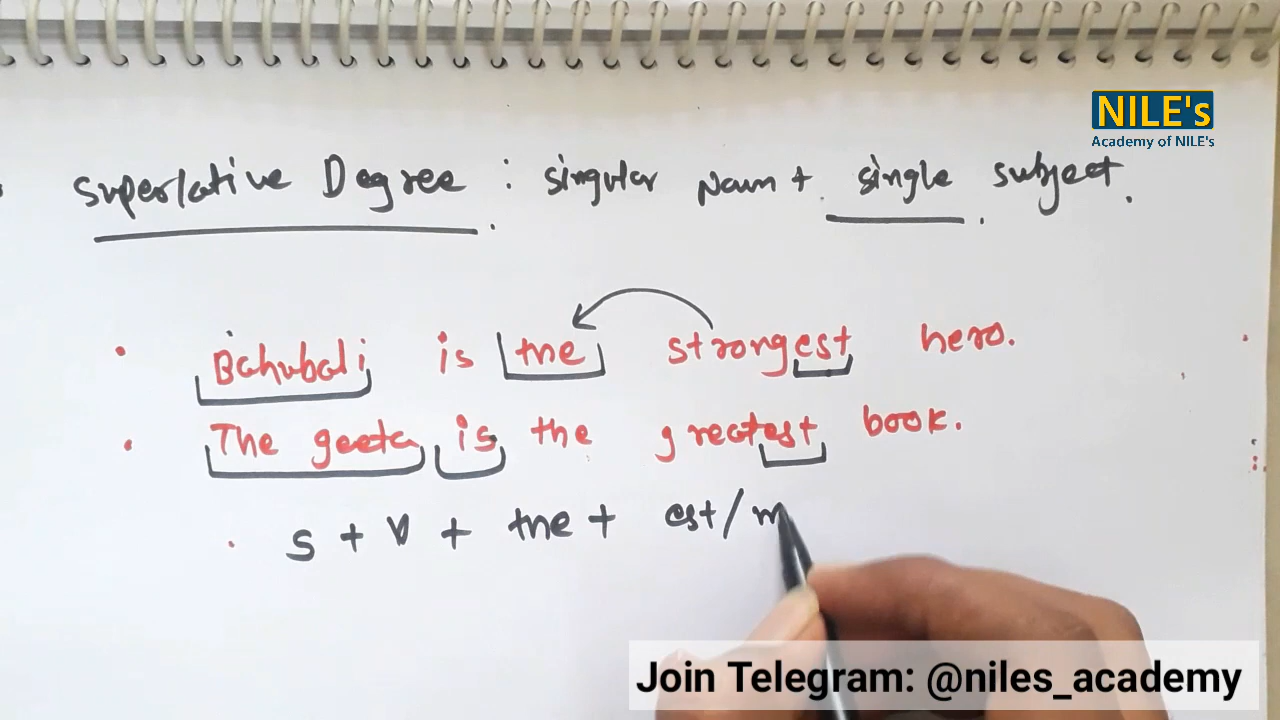 NILE's
Academy of NILE's
Superlative Degree : singular Noun + single subject.
• Bahubali is the strongest hero.
• The geeta is the greatest book.
• S + V + the + est/m
Join Telegram: @niles_academy